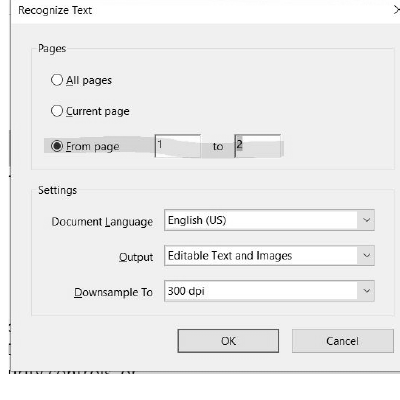 Recognize Text
Pages
All pages
Current page
From page 1 to 2
Settings
Document Language English (US)
Output Editable Text and Images
Downsample To 300 dpi
OK Cancel